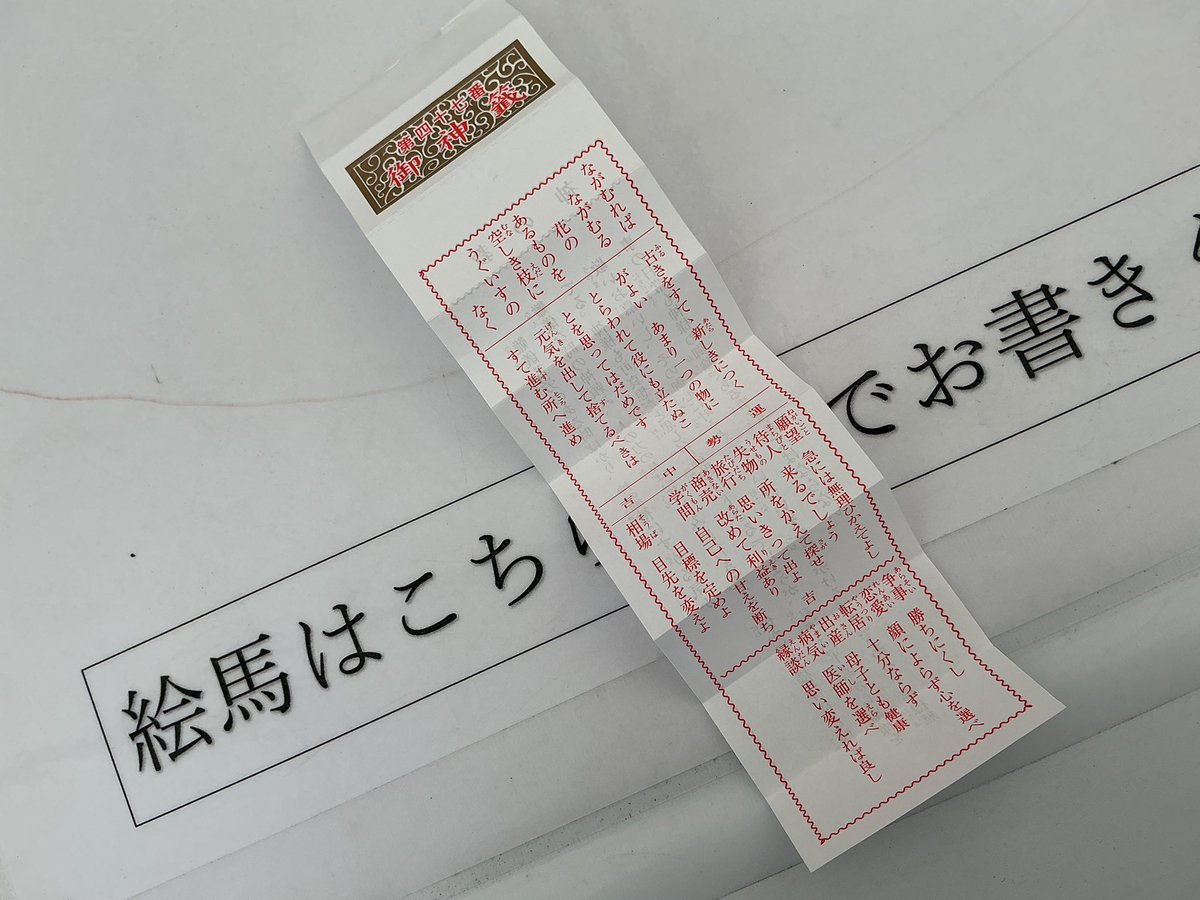 第四十七番
御神籤
ながむれば
ながむる
花の
あるものを
空しき枝に
うぐいすの
なく
古きをすて、新しきにつく
がよい あまり一つの物に
とらわれて役にも立たぬこ
とを思ってはだめです
元気を出して捨てるべきは
すて進む所へ進め
運勢 中吉
願望 急には無理ひかえてよし
待人 来るでしょう
失物 所をかえて探せ
旅行 思いきって出よ 吉
商売 改めて利益あり
学問 自己への甘えを断ち
目標を定めよ
相場 目先を変えよ
争事 勝ちにくし
恋愛 顔によらず心を選べ
転居 十分ならず
出産 母子とも健康
病気 医師を選べ
縁談 思い変えれば良し
絵馬はこち でお書き